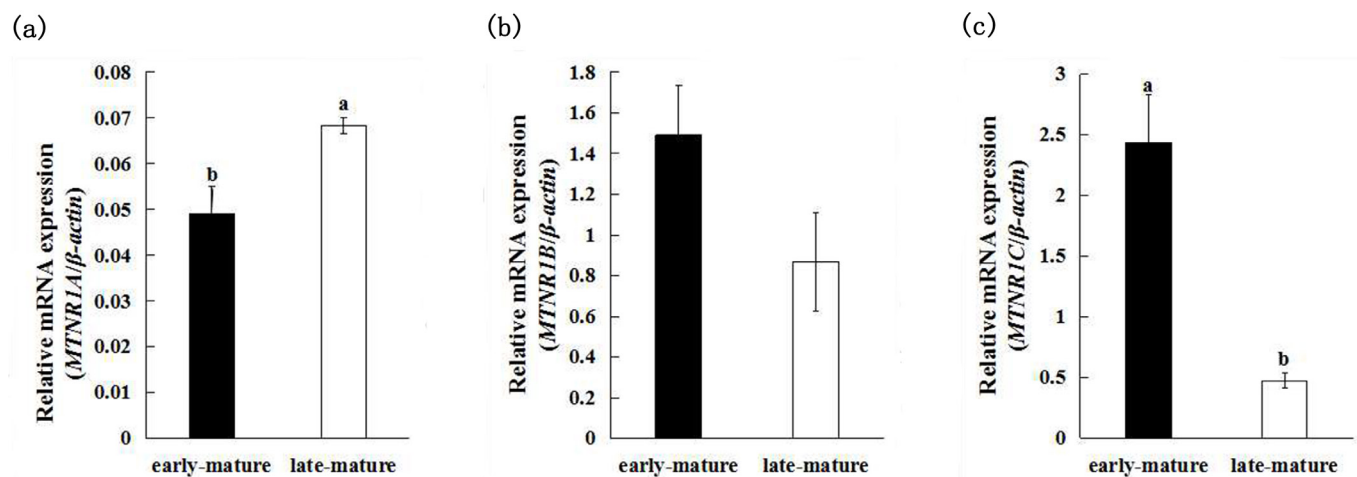 (a)
Relative mRNA expression
(MTNR1A/β-actin)
0.08
0.07
0.06
0.05
0.04
0.03
0.02
0.01
0
b
a
early-mature late-mature
(b)
Relative mRNA expression
(MTNR1B/β-actin)
1.8
1.6
1.4
1.2
1
0.8
0.6
0.4
0.2
0
early-mature late-mature
(c)
Relative mRNA expression
(MTNR1C/β-actin)
3
2.5
2
1.5
1
0.5
0
a
b
early-mature late-mature